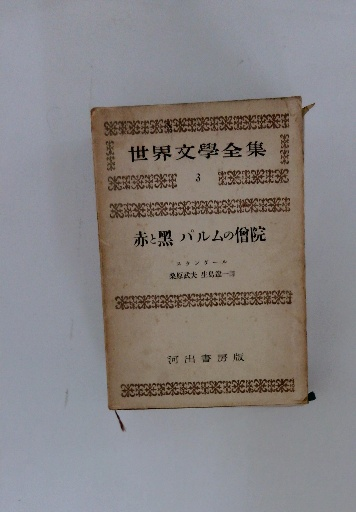 世界文學全集
3
赤と黑 パルムの僧院
スタンダール
桑原武夫 生島遼一譯
河出書房版